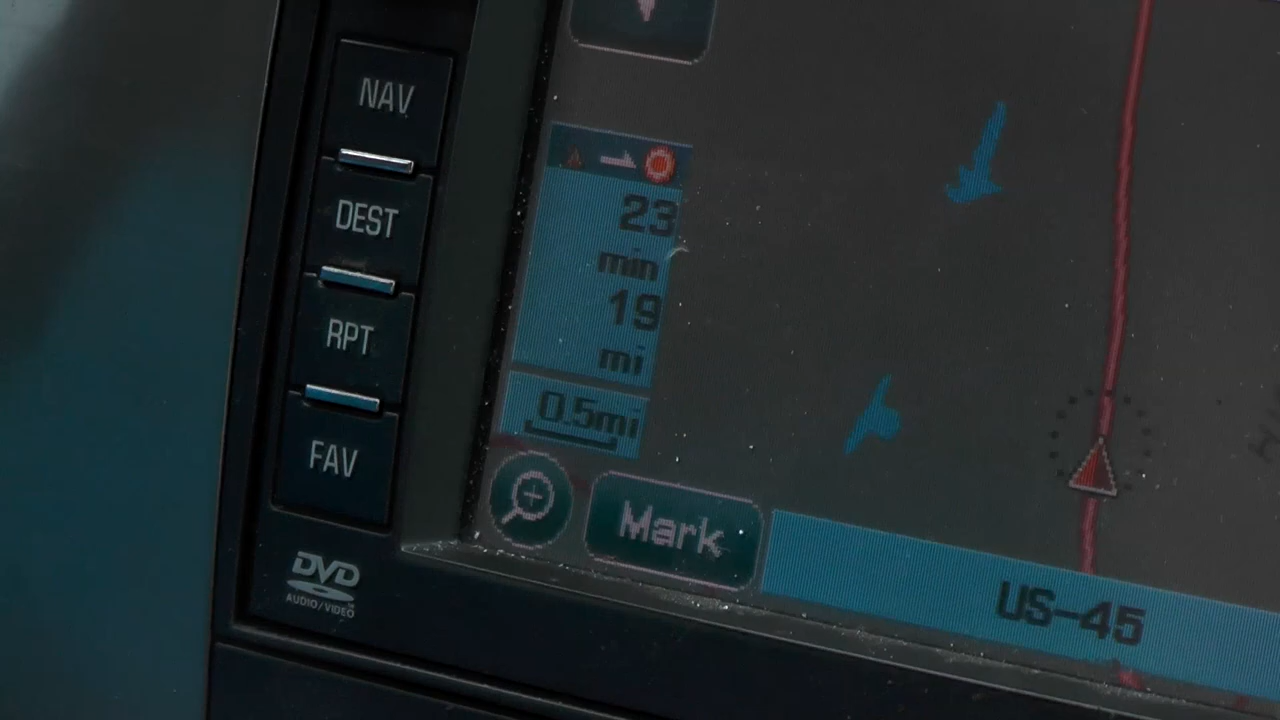 NAV
DEST
RPT
FAV
DVD
AUDIO/VIDEO
23
min
19
mi
0.5mi
Mark
US-45